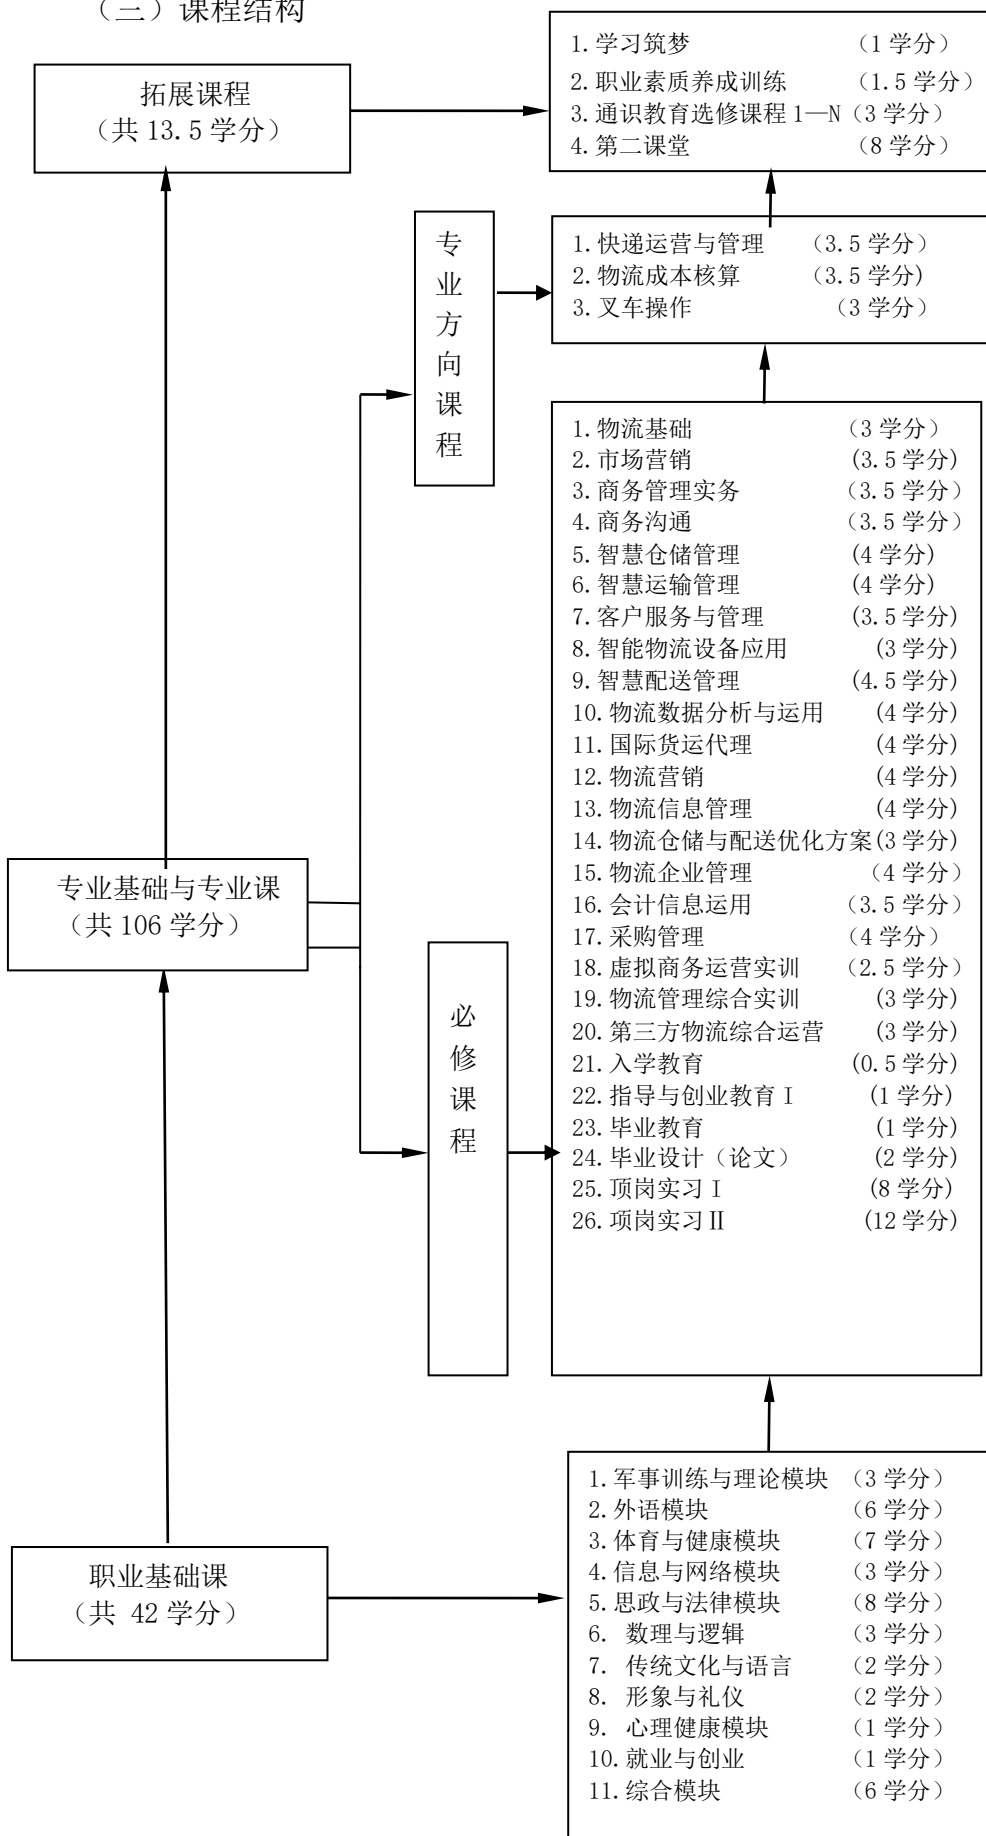 （三）课程结构
拓展课程
（共 13.5 学分）
1.学习筑梦 （1 学分）
2.职业素质养成训练 （1.5 学分）
3.通识教育选修课程 1—N（3 学分）
4.第二课堂 （8 学分）
专业方向课程
1.快递运营与管理 （3.5 学分）
2.物流成本核算 （3.5 学分)
3.叉车操作 （3 学分）
专业基础与专业课
（共 106 学分）
必修课程
1.物流基础 （3 学分）
2.市场营销 (3.5 学分)
3.商务管理实务 （3.5 学分）
4.商务沟通 （3.5 学分）
5.智慧仓储管理 (4 学分)
6.智慧运输管理 (4 学分)
7.客户服务与管理 (3.5 学分)
8.智能物流设备应用 (3 学分)
9.智慧配送管理 (4.5 学分)
10.物流数据分析与运用 (4 学分)
11.国际货运代理 (4 学分)
12.物流营销 (4 学分)
13.物流信息管理 (4 学分)
14.物流仓储与配送优化方案(3 学分)
15.物流企业管理 （4 学分）
16.会计信息运用 （3.5 学分）
17.采购管理 （4 学分）
18.虚拟商务运营实训 （2.5 学分）
19.物流管理综合实训 (3 学分)
20.第三方物流综合运营 (3 学分)
21.入学教育 (0.5 学分)
22.指导与创业教育Ⅰ (1 学分)
23.毕业教育 (1 学分)
24.毕业设计（论文） (2 学分)
25.顶岗实习Ⅰ (8 学分)
26.项岗实习Ⅱ (12 学分)
职业基础课
（共 42 学分）
1.军事训练与理论模块 （3 学分）
2.外语模块 （6 学分）
3.体育与健康模块 （7 学分）
4.信息与网络模块 （3 学分）
5.思政与法律模块 （8 学分）
6. 数理与逻辑 （3 学分）
7. 传统文化与语言 （2 学分）
8. 形象与礼仪 （2 学分）
9. 心理健康模块 （1 学分）
10.就业与创业 （1 学分）
11.综合模块 （6 学分）